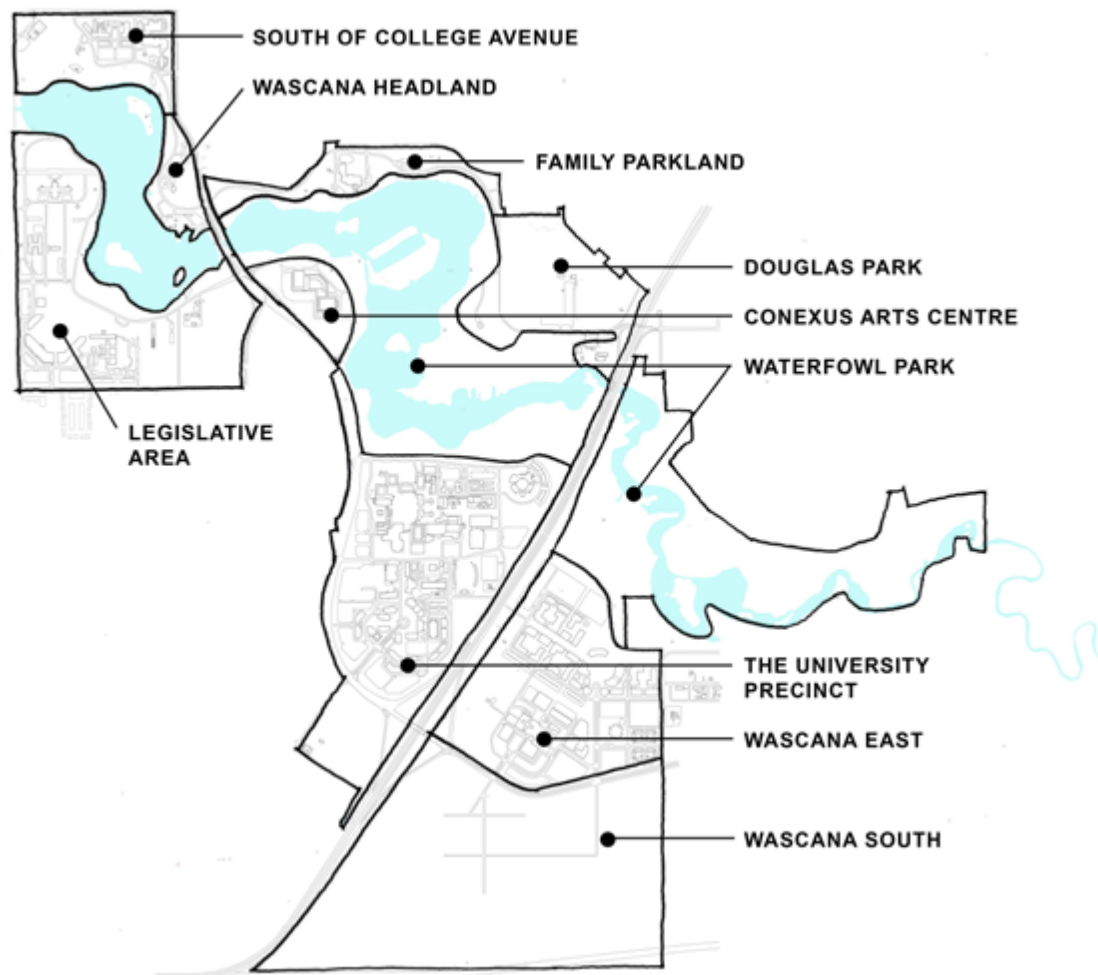 SOUTH OF COLLEGE AVENUE
WASCANA HEADLAND
FAMILY PARKLAND
DOUGLAS PARK
CONEXUS ARTS CENTRE
WATERFOWL PARK
LEGISLATIVE
AREA
THE UNIVERSITY
PRECINCT
WASCANA EAST
WASCANA SOUTH